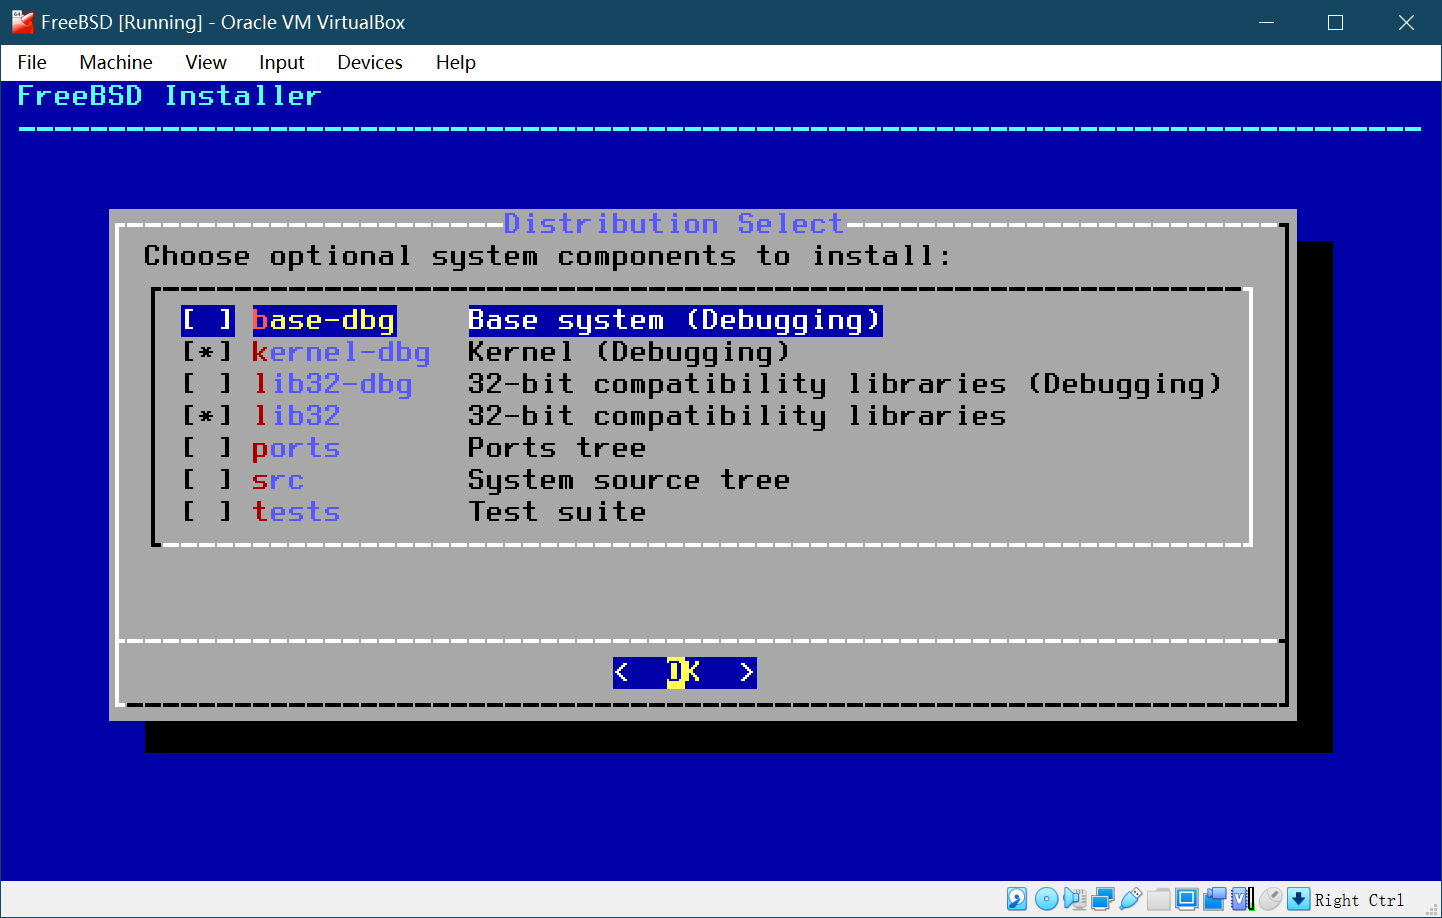 FreeBSD [Running] - Oracle VM VirtualBox
File Machine View Input Devices Help
FreeBSD Installer
Distribution Select
Choose optional system components to install:
[ ] base-dbg Base system (Debugging)
[*] kernel-dbg Kernel (Debugging)
[ ] lib32-dbg 32-bit compatibility libraries (Debugging)
[*] lib32 32-bit compatibility libraries
[ ] ports Ports tree
[ ] src System source tree
[ ] tests Test suite
< OK >
Right Ctrl